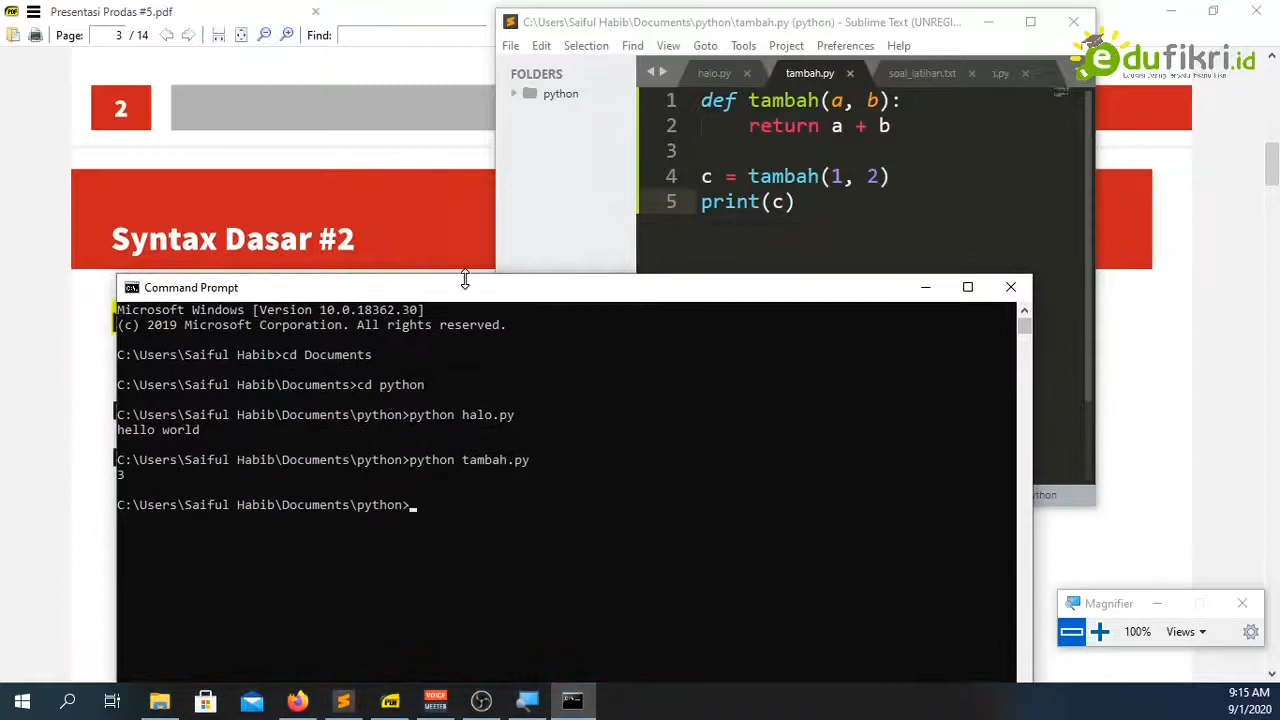 Presentasi Prodas #5.pdf
Page: 3 / 14
Find:
2
Syntax Dasar #2
C:\Users\Saiful Habib\Documents\python\tambah.py (python) - Sublime Text (UNREG...
File Edit Selection Find View Goto Tools Project Preferences Help
edufikri.id
FOLDERS
python
halo.py tambah.py soal_latihan.txt
1 def tambah(a, b):
2 return a + b
3
4 c = tambah(1, 2)
5 print(c)
Command Prompt
Microsoft Windows [Version 10.0.18362.30]
(c) 2019 Microsoft Corporation. All rights reserved.
C:\Users\Saiful Habib>cd Documents
C:\Users\Saiful Habib\Documents>cd python
C:\Users\Saiful Habib\Documents\python>python halo.py
hello world
C:\Users\Saiful Habib\Documents\python>python tambah.py
3
C:\Users\Saiful Habib\Documents\python>
Magnifier
100% Views
PDF
VOICE
MEETER
PDF
9:15 AM
9/1/2020